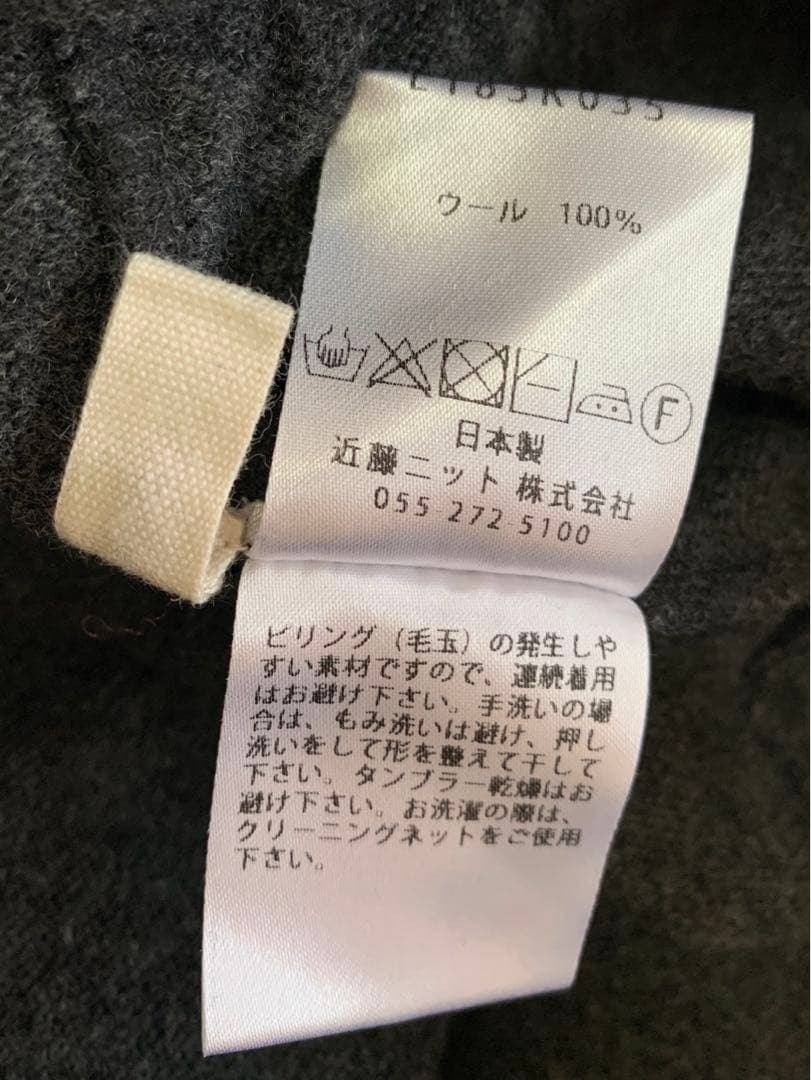 ウール 100%
F
日本製
近藤ニット 株式会社
055-272-5100
ピリング（毛玉）の発生しや
すい素材ですので、連続着用
はお避け下さい。手洗いの場
合は、もみ洗いは避け、押し
洗いをして形を整えて干して
下さい。タンブラー乾燥はお
避け下さい。お洗濯の際は、
クリーニングネットをご使用
下さい。